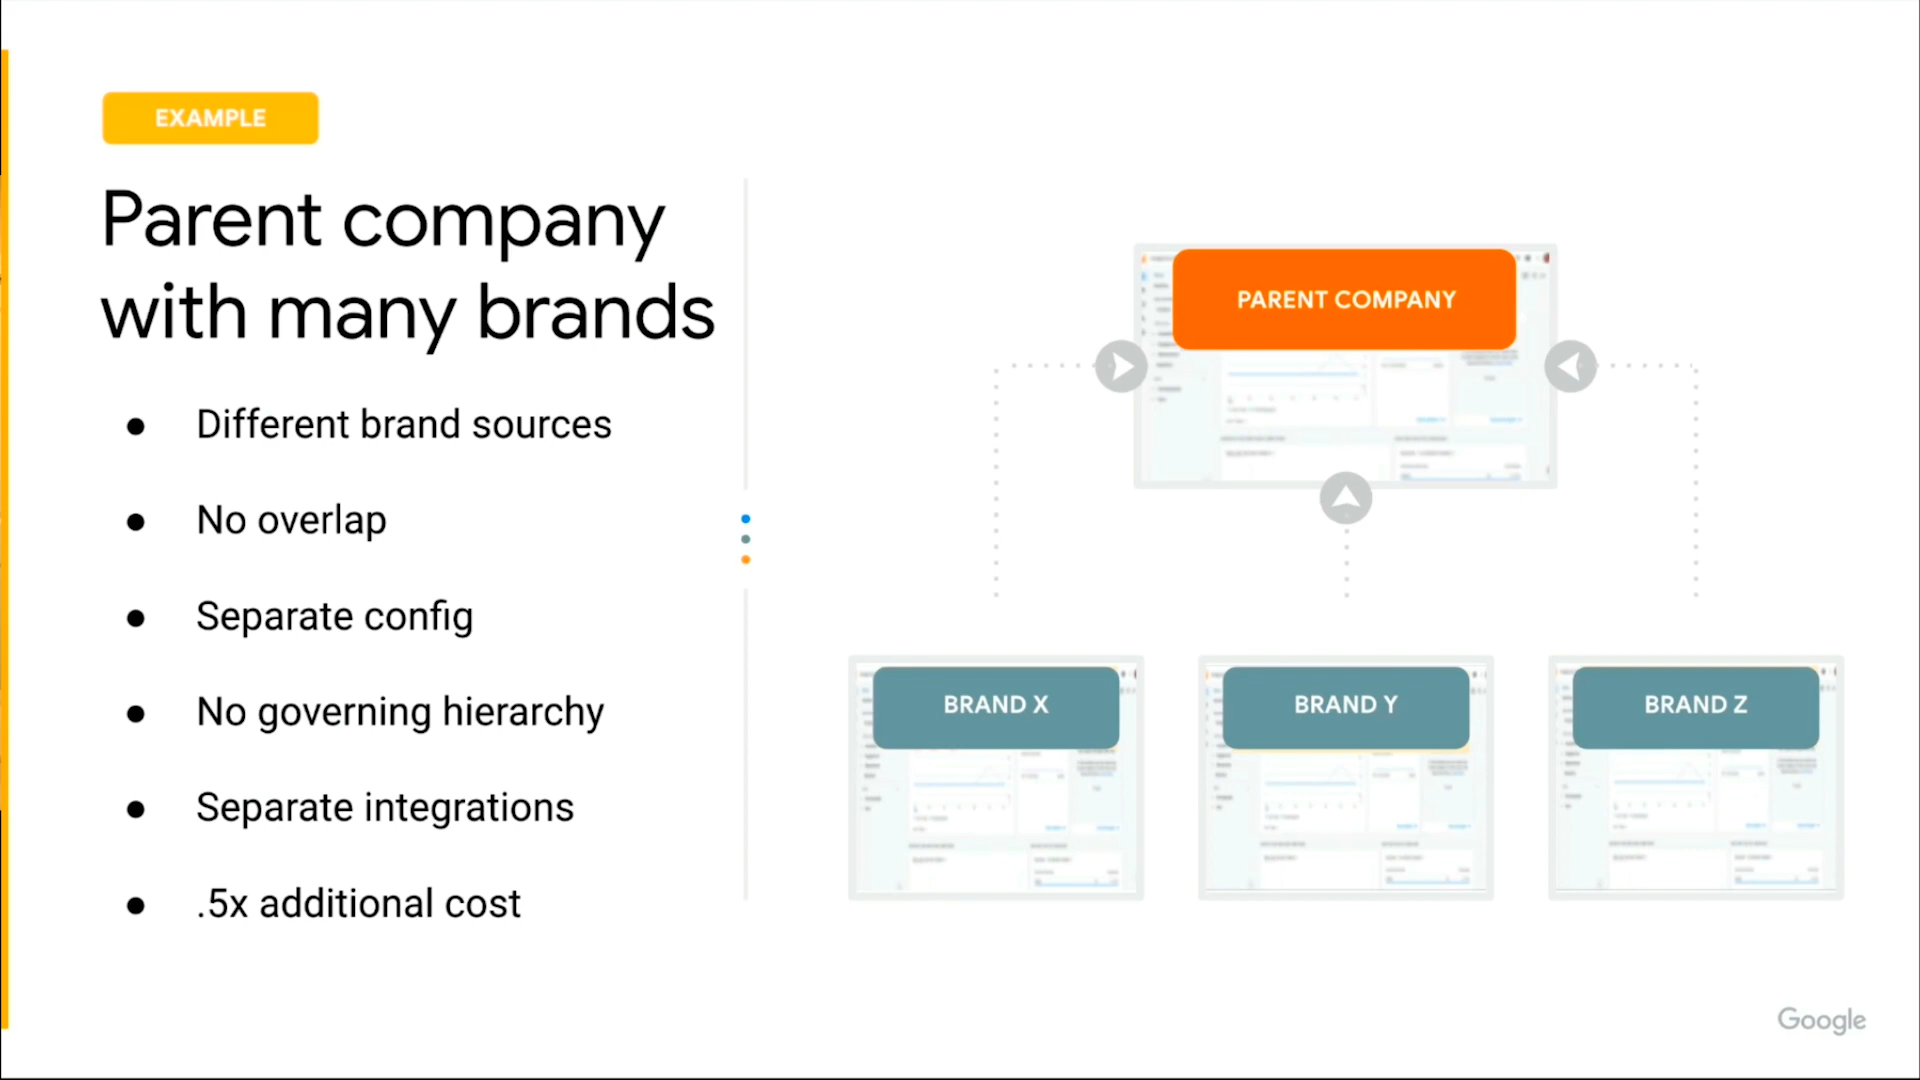 EXAMPLE
Parent company
with many brands
● Different brand sources
● No overlap
● Separate config
● No governing hierarchy
● Separate integrations
● .5x additional cost
PARENT COMPANY
BRAND X
BRAND Y
BRAND Z
Google